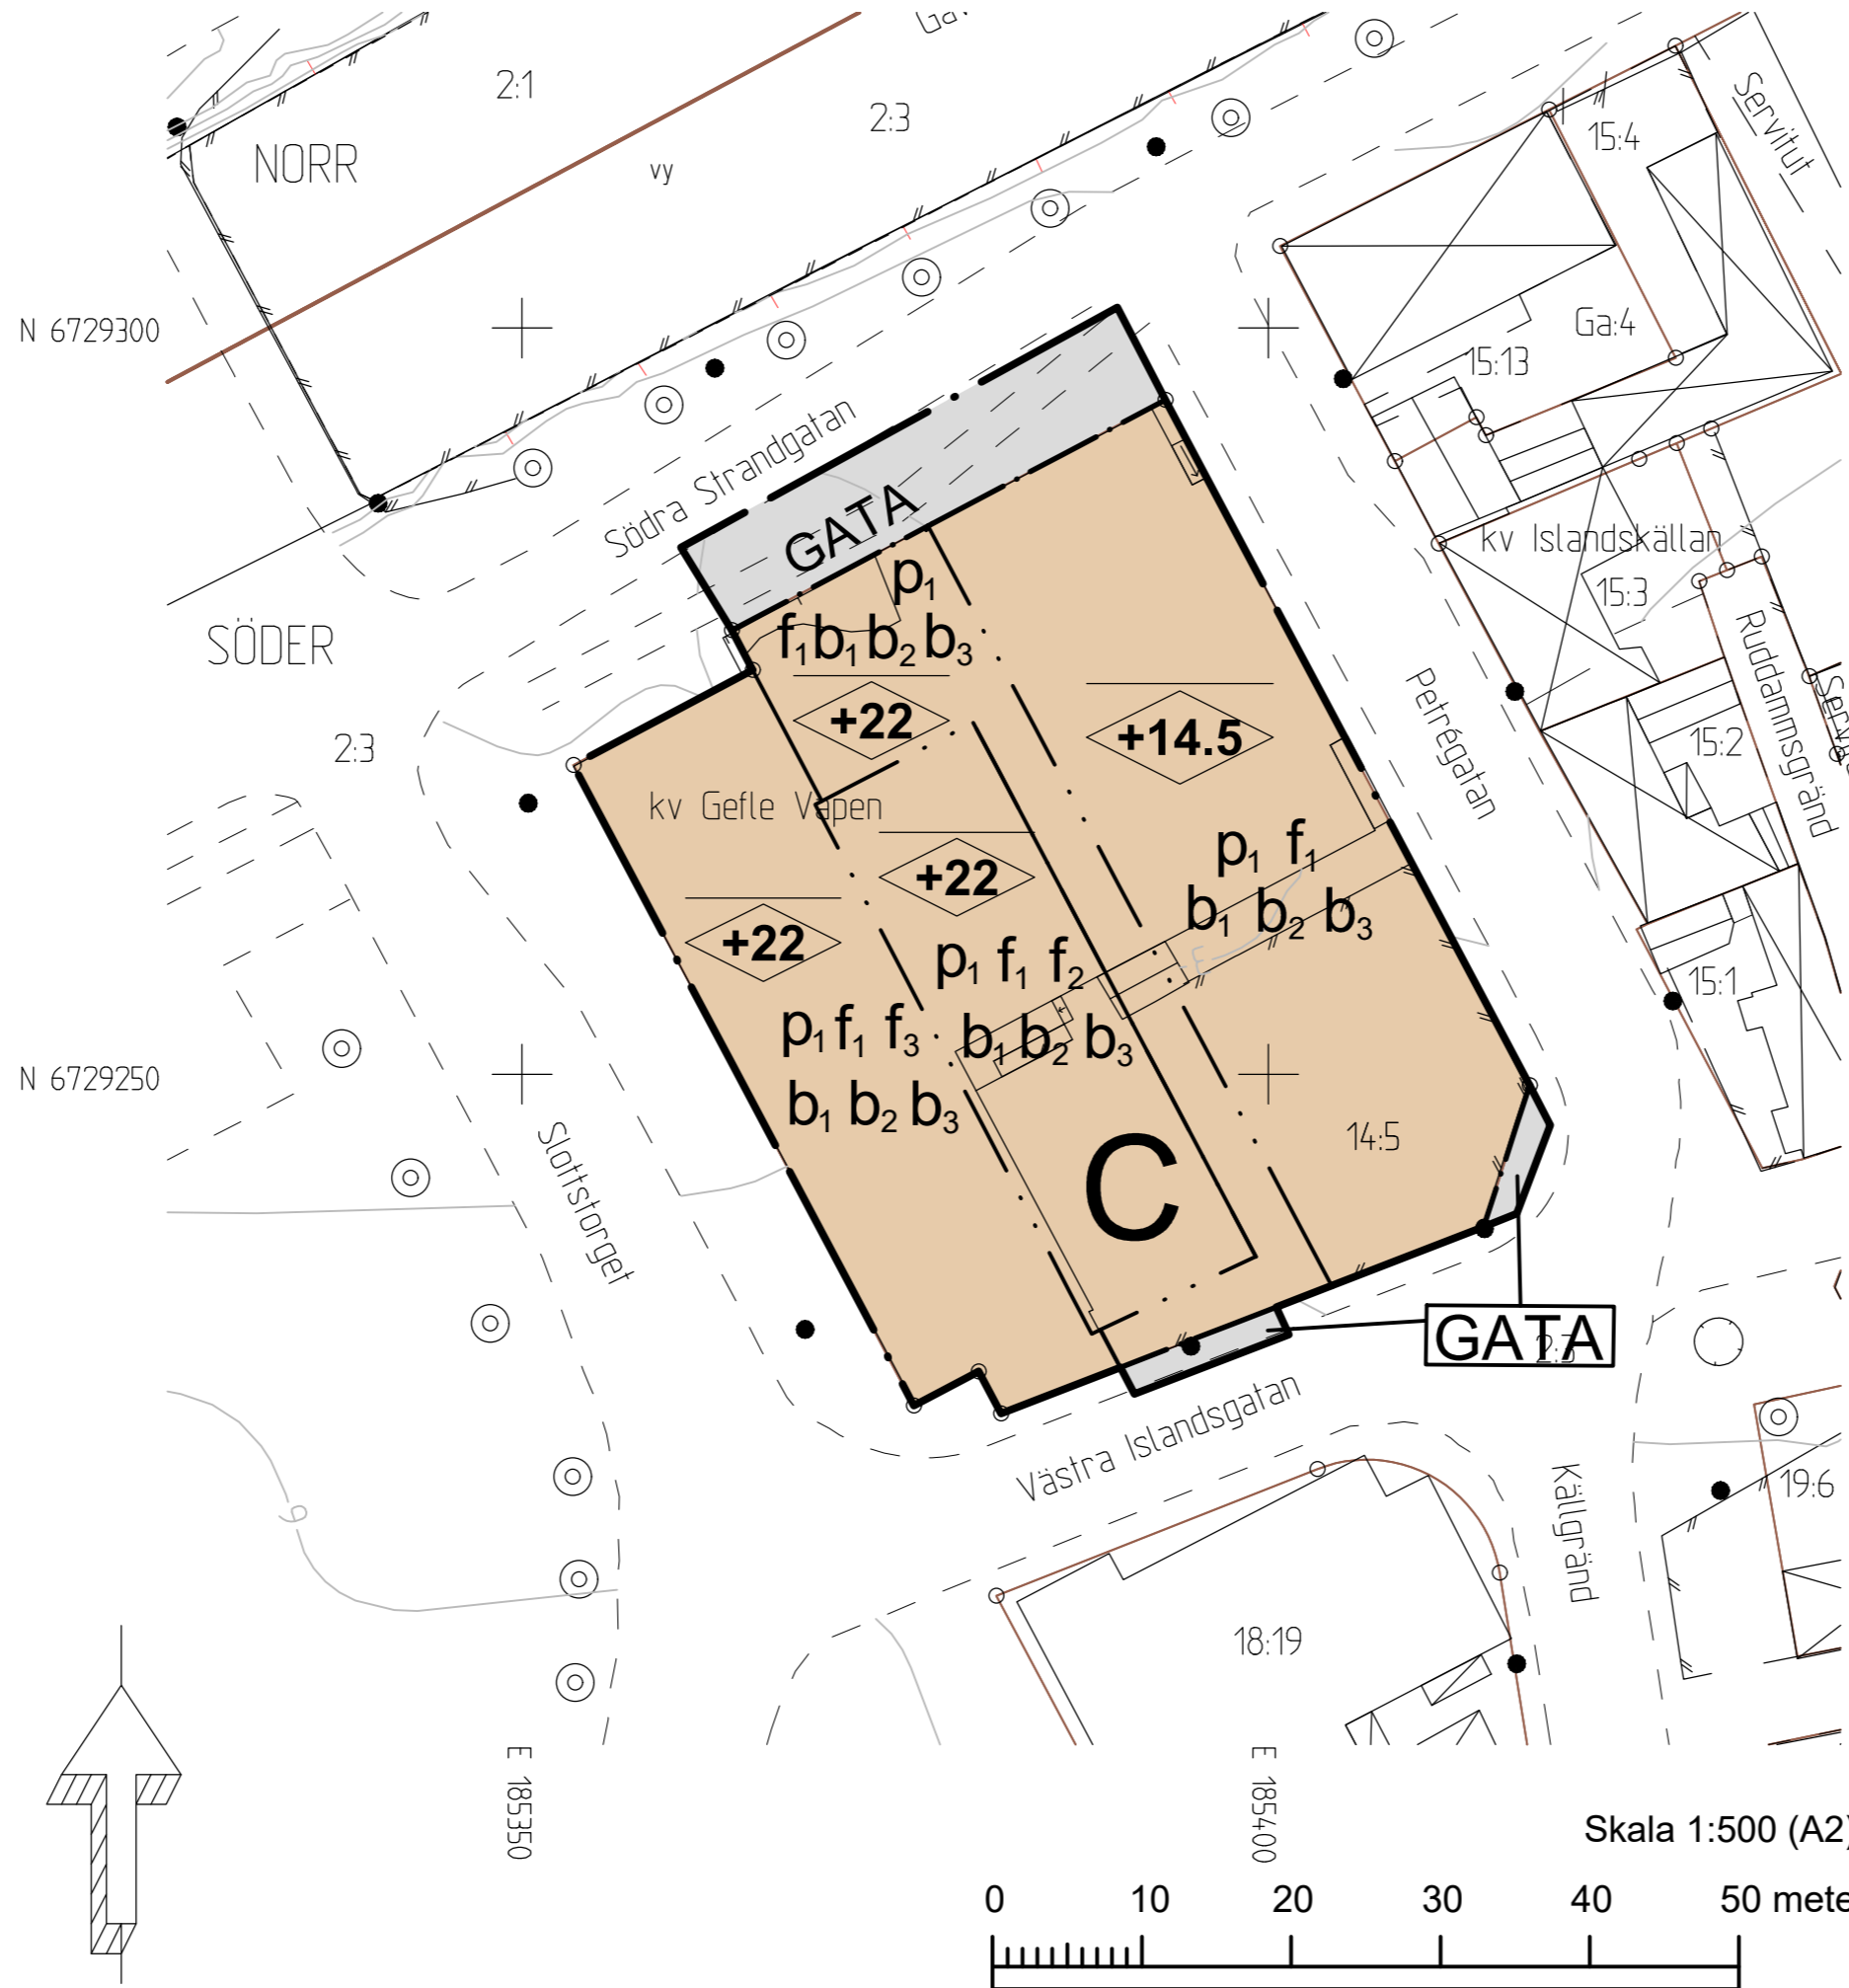 Ga
2:1
2:3
NORR
vy
Servitut
15:4
N 6729300
Ga:4
15:13
Södra Strandgatan
GATA
kv Islandskällan
15:3
p₁
f₁ b₁ b₂ b₃
SÖDER
Ruddammsgränd
+22
+14.5
Petrégatan
2:3
15:2
kv Gefle Vapen
+22
p₁ f₁
b₁ b₂ b₃
+22
p₁ f₁ f₂
15:1
p₁ f₁ f₃
b₁ b₂ b₃
N 6729250
b₁ b₂ b₃
C
14:5
Slottstorget
GATA
2:3
Västra Islandsgatan
Källgränd
19:6
9
18:19
E 185350
E 185400
Skala 1:500 (A2)
0 10 20 30 40 50 mete